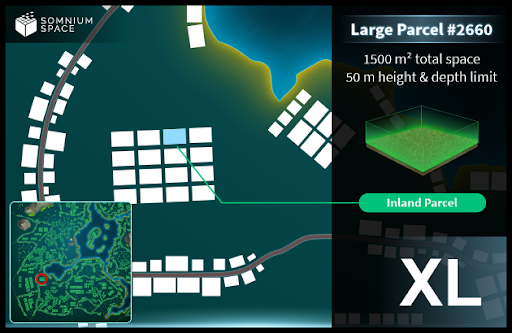 SOMNIUM
SPACE
Large Parcel #2660
1500 m² total space
50 m height & depth limit
Inland Parcel
XL